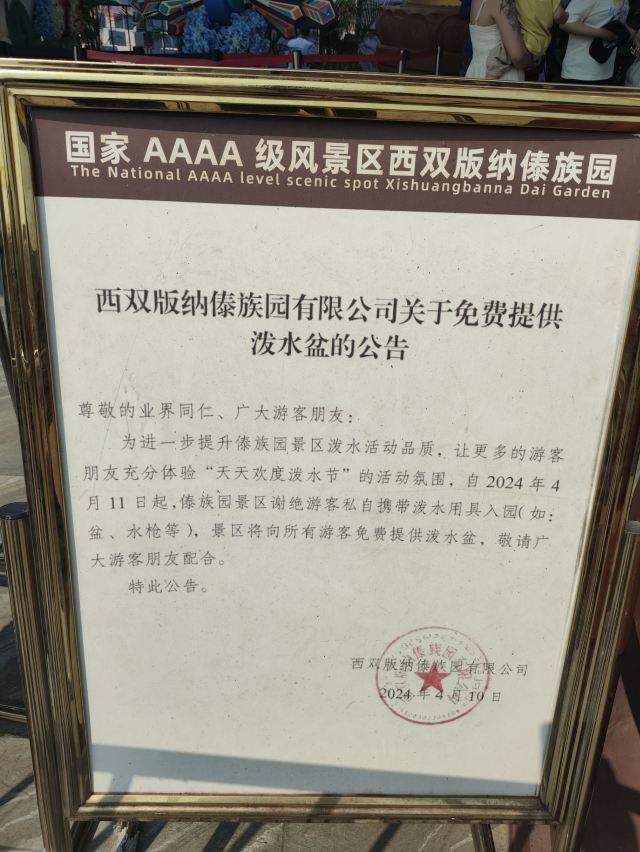 国家 AAAA 级风景区西双版纳傣族园
The National AAAA level scenic spot Xishuangbanna Dai Garden
西双版纳傣族园有限公司关于免费提供
泼水盆的公告
尊敬的业界同仁、广大游客朋友：
为进一步提升傣族园景区泼水活动品质，让更多的游客
朋友充分体验“天天欢度泼水节”的活动氛围，自 2024 年 4
月 11 日起，傣族园景区谢绝游客私自携带泼水用具入园（如：
盆、水枪等），景区将向所有游客免费提供泼水盆，敬请广
大游客朋友配合。
特此公告。
西双版纳傣族园有限公司
2024 年 4 月 10 日